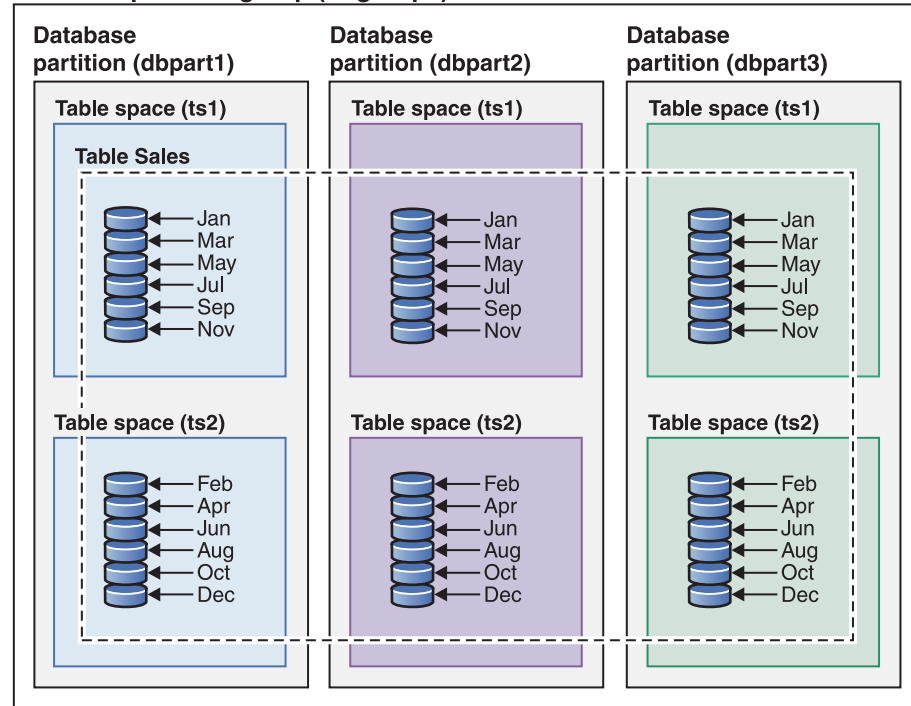 Database
partition (dbpart1)
Table space (ts1)
Table Sales
Jan
Mar
May
Jul
Sep
Nov
Table space (ts2)
Feb
Apr
Jun
Aug
Oct
Dec
Database
partition (dbpart2)
Table space (ts1)
Jan
Mar
May
Jul
Sep
Nov
Table space (ts2)
Feb
Apr
Jun
Aug
Oct
Dec
Database
partition (dbpart3)
Table space (ts1)
Jan
Mar
May
Jul
Sep
Nov
Table space (ts2)
Feb
Apr
Jun
Aug
Oct
Dec